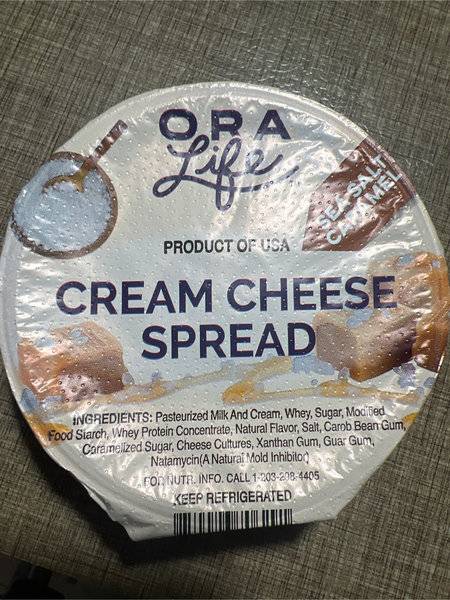 ORA
Life
SEA SALT
CARAMEL
PRODUCT OF USA
CREAM CHEESE
SPREAD
INGREDIENTS: Pasteurized Milk And Cream, Whey, Sugar, Modified
Food Starch, Whey Protein Concentrate, Natural Flavor, Salt, Carob Bean Gum,
Caramelized Sugar, Cheese Cultures, Xanthan Gum, Guar Gum,
Natamycin(A Natural Mold Inhibitor)
FOR NUTR. INFO. CALL 1-203-298-4405
KEEP REFRIGERATED